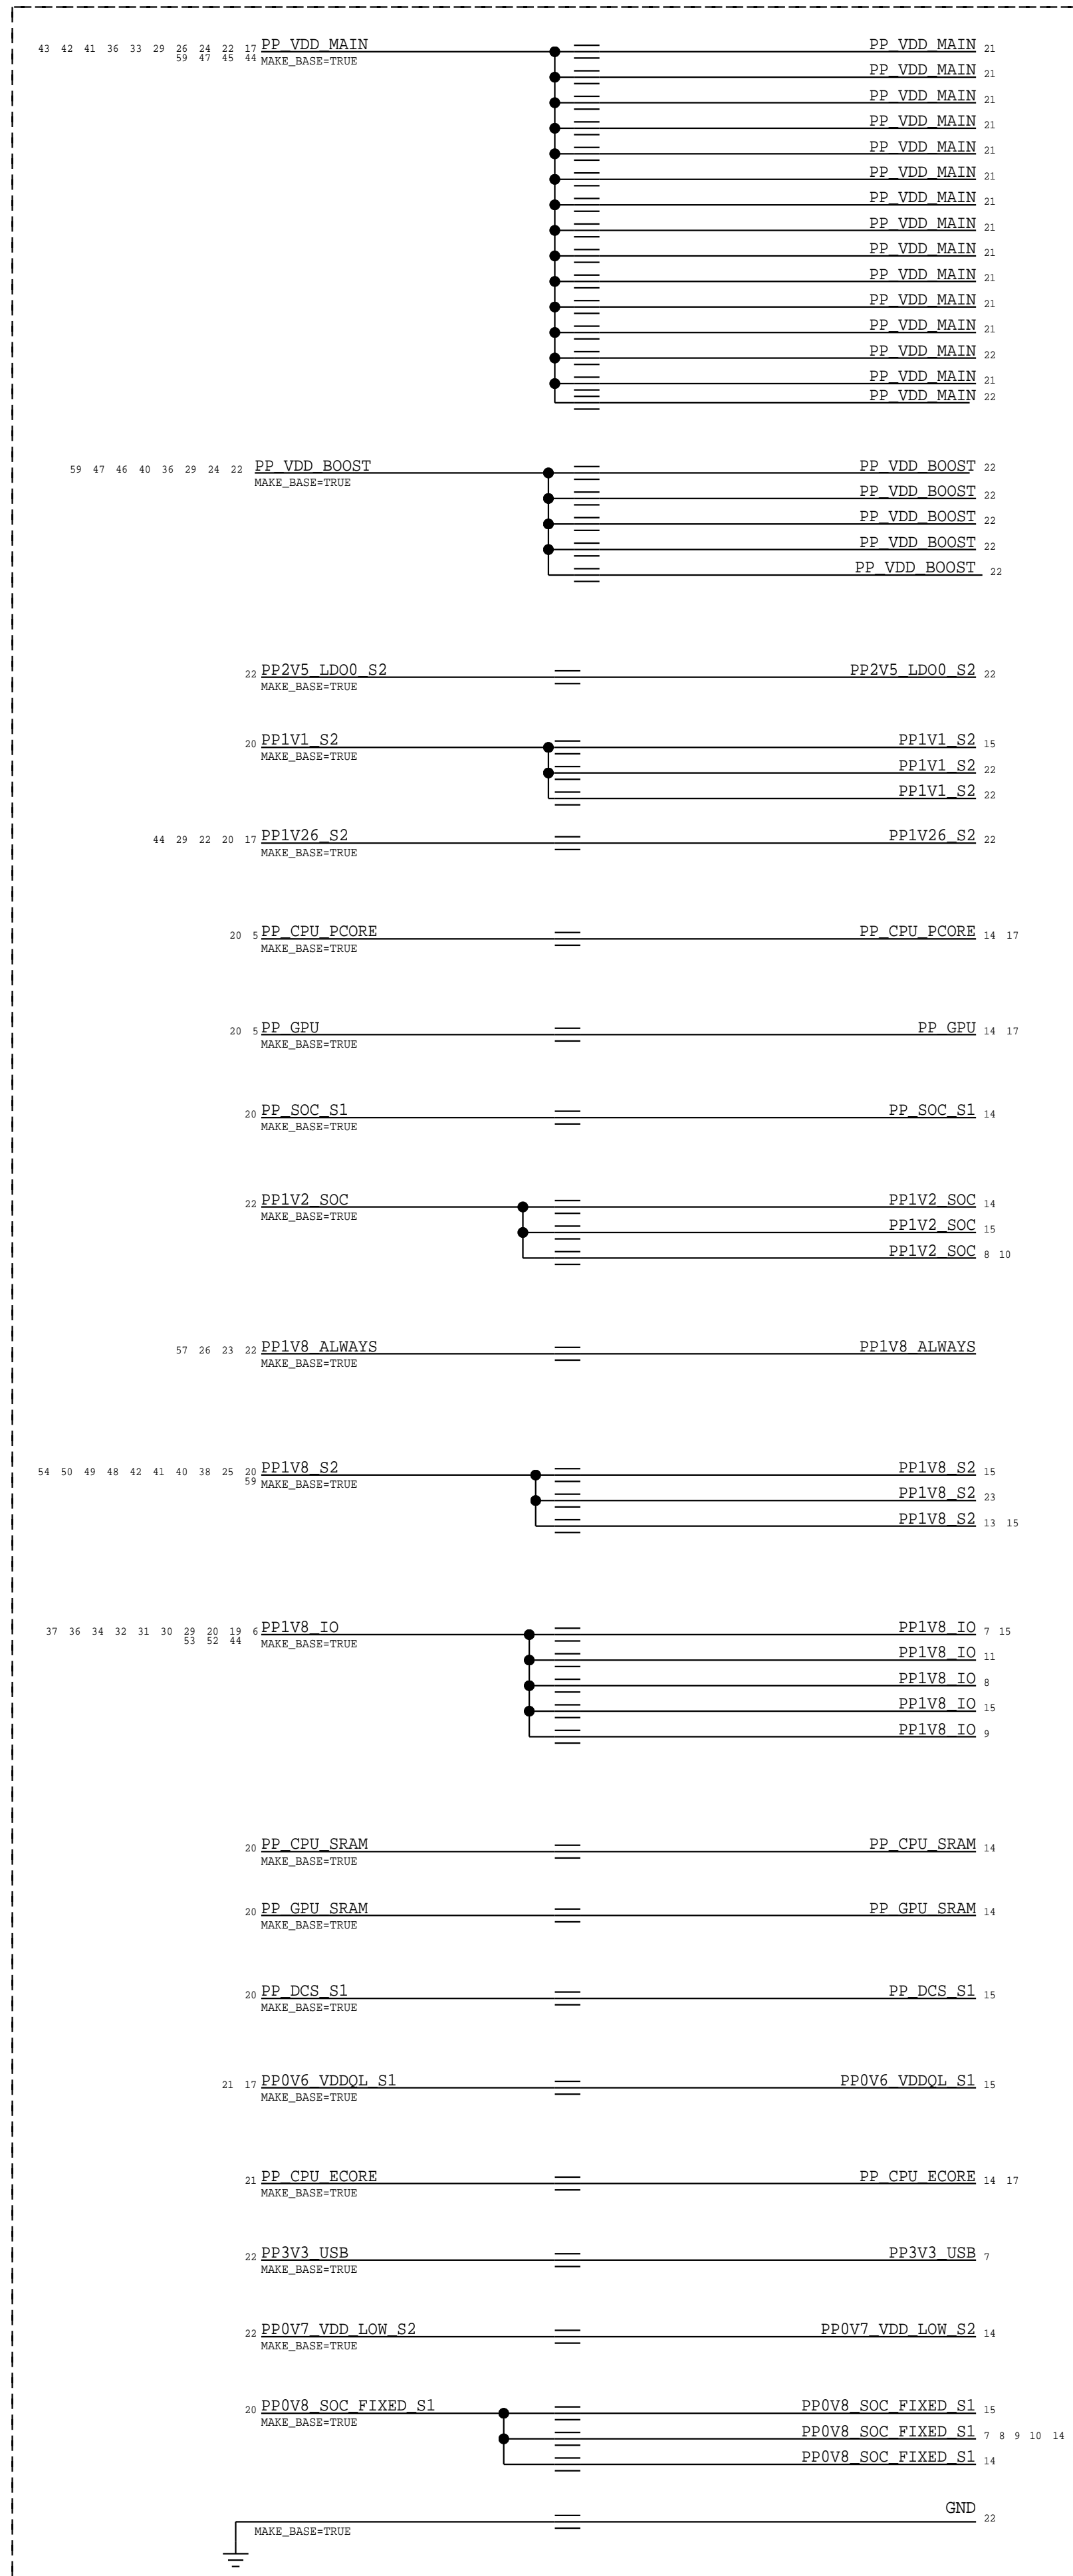 43 42 41 36 33 29 26 24 22 17 PP_VDD_MAIN PP_VDD_MAIN 21
59 47 45 44 MAKE_BASE=TRUE
PP_VDD_MAIN 21
PP_VDD_MAIN 21
PP_VDD_MAIN 21
PP_VDD_MAIN 21
PP_VDD_MAIN 21
PP_VDD_MAIN 21
PP_VDD_MAIN 21
PP_VDD_MAIN 21
PP_VDD_MAIN 21
PP_VDD_MAIN 21
PP_VDD_MAIN 21
PP_VDD_MAIN 22
PP_VDD_MAIN 21
PP_VDD_MAIN 22
59 47 46 40 36 29 24 22 PP_VDD_BOOST PP_VDD_BOOST 22
MAKE_BASE=TRUE
PP_VDD_BOOST 22
PP_VDD_BOOST 22
PP_VDD_BOOST 22
PP_VDD_BOOST 22
22 PP2V5_LDO0_S2 PP2V5_LDO0_S2 22
MAKE_BASE=TRUE
20 PP1V1_S2 PP1V1_S2 15
MAKE_BASE=TRUE
PP1V1_S2 22
PP1V1_S2 22
44 29 22 20 17 PP1V26_S2 PP1V26_S2 22
MAKE_BASE=TRUE
20 5 PP_CPU_PCORE PP_CPU_PCORE 14 17
MAKE_BASE=TRUE
20 5 PP_GPU PP_GPU 14 17
MAKE_BASE=TRUE
20 PP_SOC_S1 PP_SOC_S1 14
MAKE_BASE=TRUE
22 PP1V2_SOC PP1V2_SOC 14
MAKE_BASE=TRUE
PP1V2_SOC 15
PP1V2_SOC 8 10
57 26 23 22 PP1V8_ALWAYS PP1V8_ALWAYS
MAKE_BASE=TRUE
54 50 49 48 42 41 40 38 25 20 PP1V8_S2 PP1V8_S2 15
59 MAKE_BASE=TRUE
PP1V8_S2 23
PP1V8_S2 13 15
37 36 34 32 31 30 29 20 19 6 PP1V8_IO PP1V8_IO 7 15
53 52 44 MAKE_BASE=TRUE
PP1V8_IO 11
PP1V8_IO 8
PP1V8_IO 15
PP1V8_IO 9
20 PP_CPU_SRAM PP_CPU_SRAM 14
MAKE_BASE=TRUE
20 PP_GPU_SRAM PP_GPU_SRAM 14
MAKE_BASE=TRUE
20 PP_DCS_S1 PP_DCS_S1 15
MAKE_BASE=TRUE
21 17 PP0V6_VDDQL_S1 PP0V6_VDDQL_S1 15
MAKE_BASE=TRUE
21 PP_CPU_ECORE PP_CPU_ECORE 14 17
MAKE_BASE=TRUE
22 PP3V3_USB PP3V3_USB 7
MAKE_BASE=TRUE
22 PP0V7_VDD_LOW_S2 PP0V7_VDD_LOW_S2 14
MAKE_BASE=TRUE
20 PP0V8_SOC_FIXED_S1 PP0V8_SOC_FIXED_S1 15
MAKE_BASE=TRUE
PP0V8_SOC_FIXED_S1 7 8 9 10 14
PP0V8_SOC_FIXED_S1 14
GND 22
MAKE_BASE=TRUE